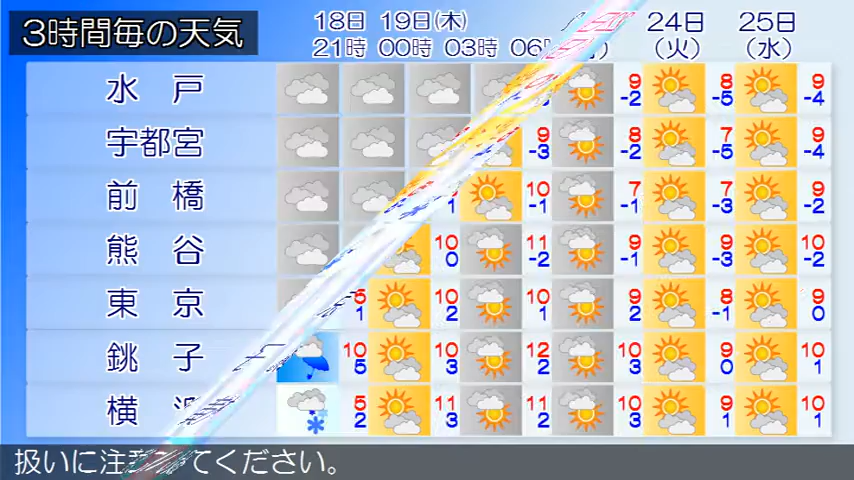 3時間毎の天気
18日 19日(木)
21時 00時 03時
24日 25日
(火) (水)
水戸 9 -2 8 -5 9 -4
宇都宮 9 -3 8 -2 7 -5 9 -4
前橋 1 10 -1 7 -1 7 -3 9 -2
熊谷 10 0 11 -2 9 -1 9 -3 10 -2
東京 5 1 10 2 10 1 9 2 8 -1 9 0
銚子 10 5 10 3 12 2 10 3 9 0 10 1
横 5 2 11 3 11 2 10 3 9 1 10 1
扱いに注 てください。